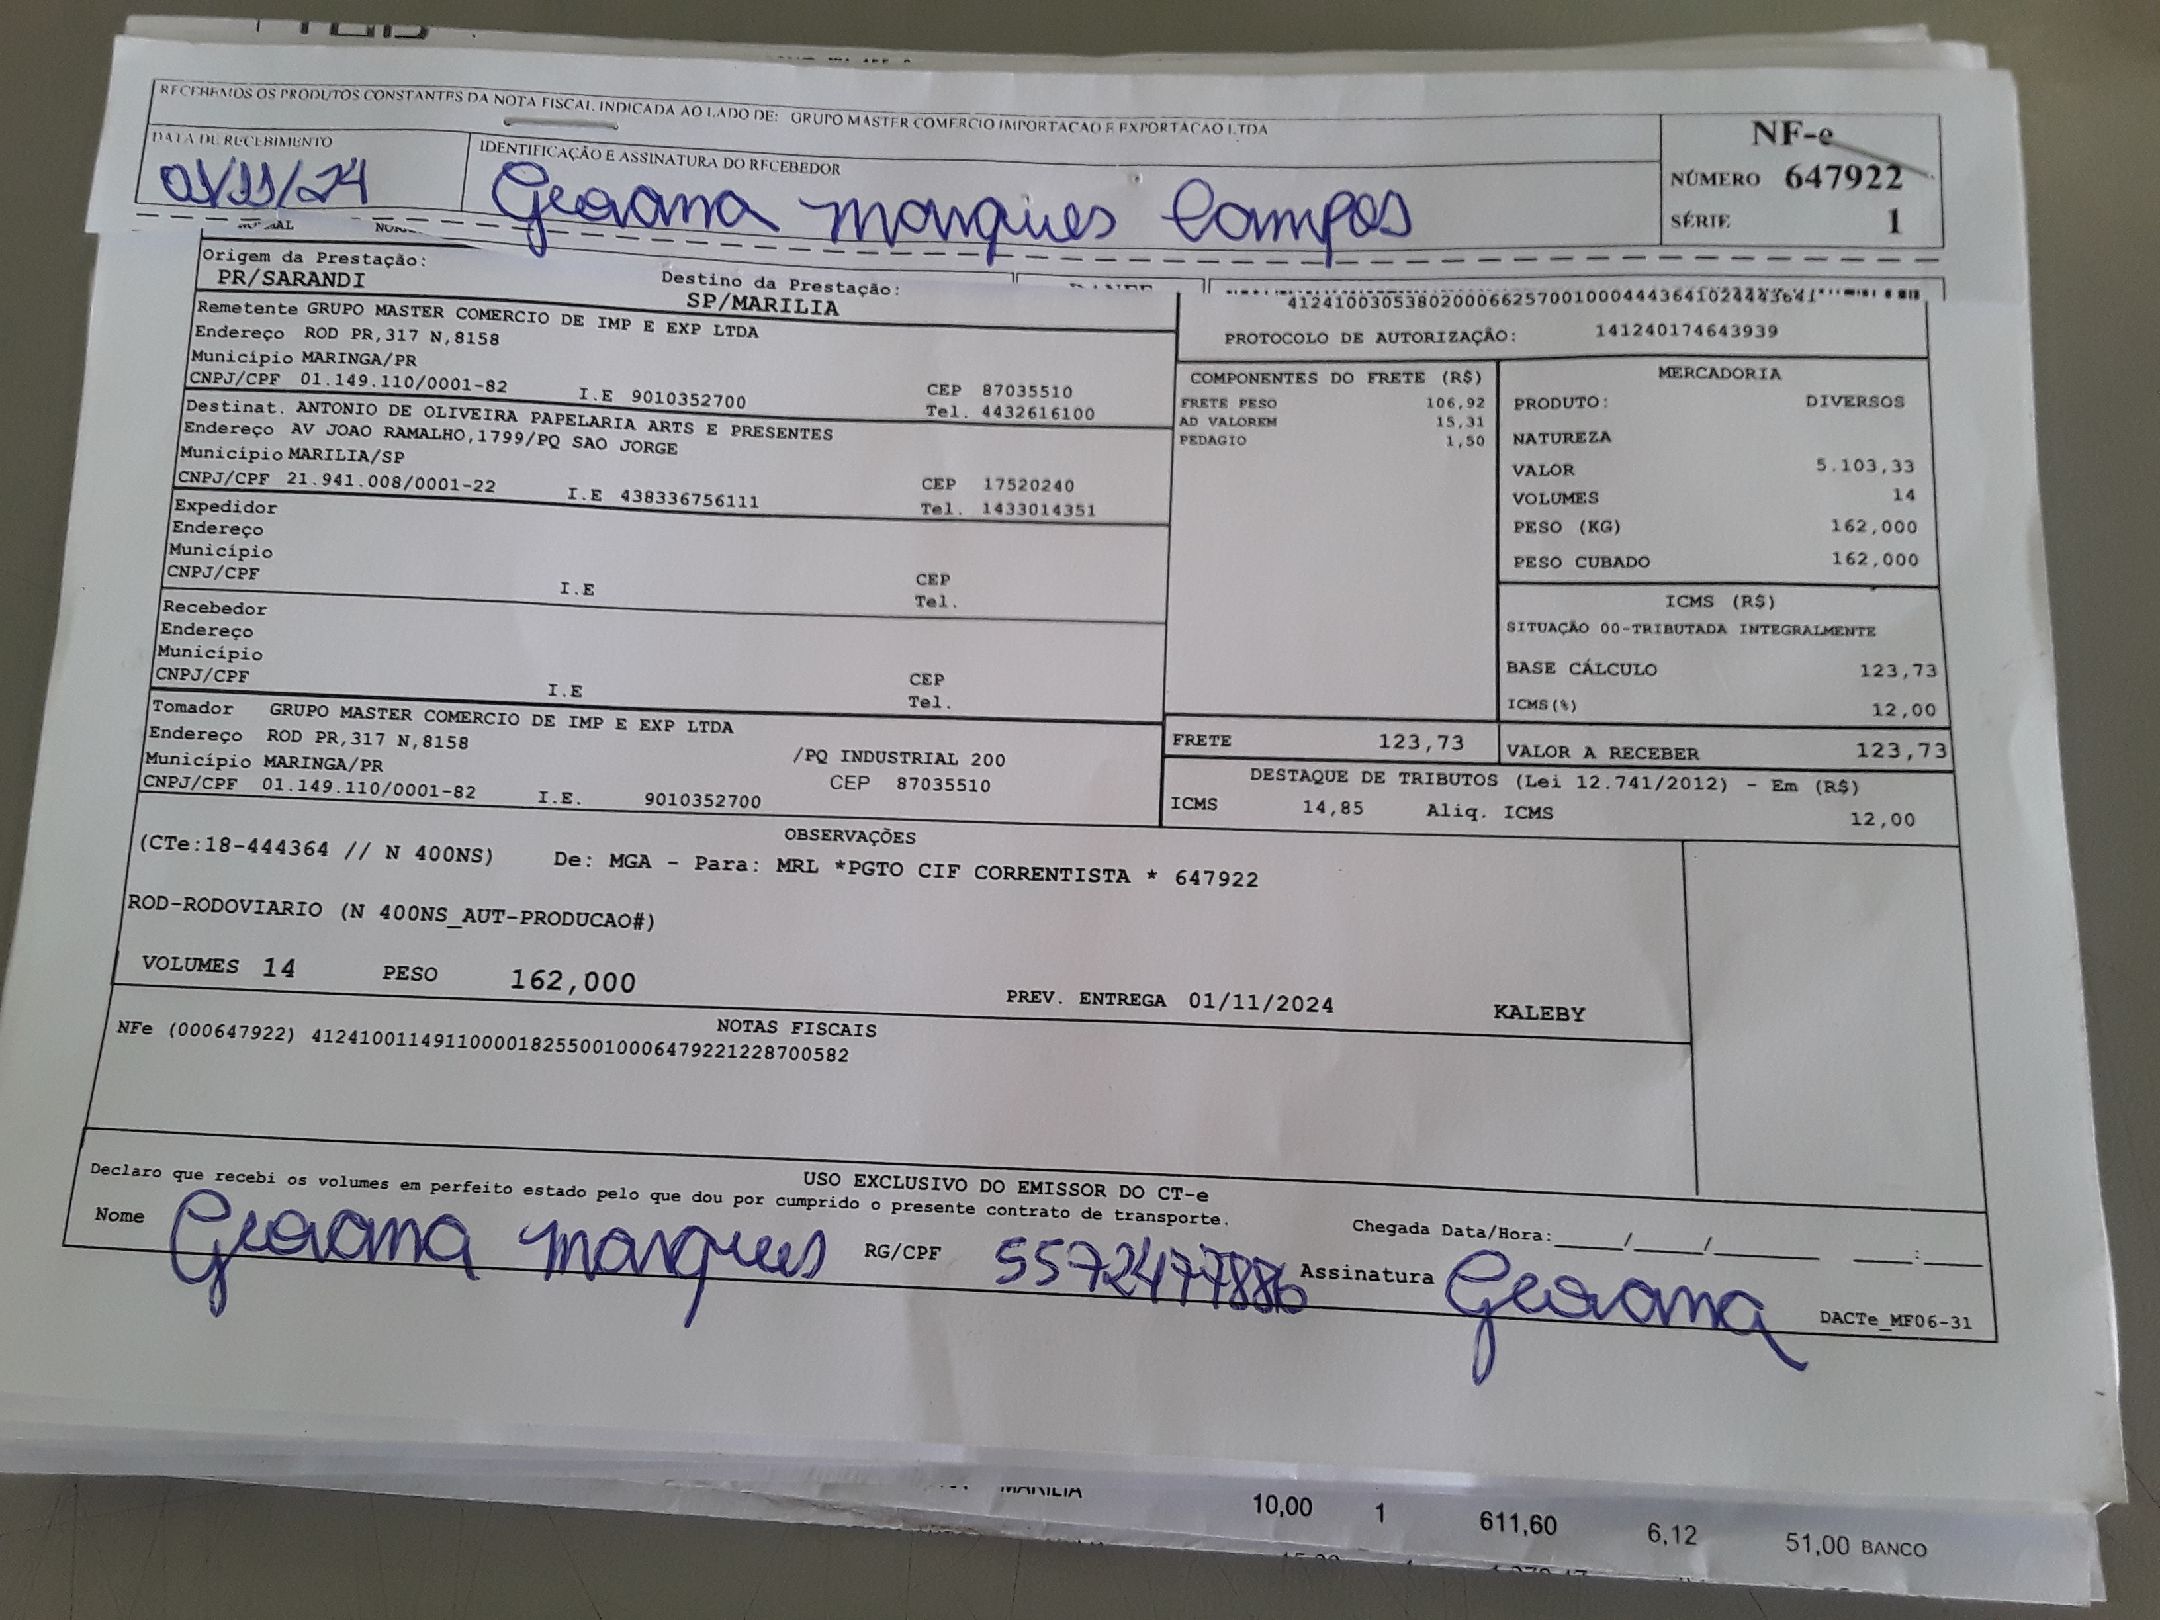 RECEBEMOS OS PRODUTOS CONSTANTES DA NOTA FISCAL INDICADA AO LADO DE: GRUPO MASTER COMERCIO IMPORTACAO E EXPORTACAO LTDA
NF-e
DATA DE RECEBIMENTO
IDENTIFICAÇÃO E ASSINATURA DO RECEBEDOR
NÚMERO 647922
01/11/24
Marques Campos
SÉRIE 1
Origem da Prestação: Destino da Prestação:
PR/SARANDI SP/MARILIA
PROTOCOLO DE AUTORIZAÇÃO: 141240174643939
Remetente GRUPO MASTER COMERCIO DE IMP E EXP LTDA
Endereço ROD PR,317 N,8158
Município MARINGA/PR CEP 87035510
CNPJ/CPF 01.149.110/0001-82 I.E 9010352700 Tel. 4432616100
Destinat. ANTONIO DE OLIVEIRA PAPELARIA ARTS E PRESENTES
Endereço AV JOAO RAMALHO,1799/PQ SAO JORGE
Município MARILIA/SP CEP 17520240
CNPJ/CPF 21.941.008/0001-22 I.E 438336756111 Tel. 1433014351
Expedidor
Endereço
Município CEP
CNPJ/CPF I.E Tel.
Recebedor
Endereço
Município CEP
CNPJ/CPF I.E Tel.
Tomador GRUPO MASTER COMERCIO DE IMP E EXP LTDA
Endereço ROD PR,317 N,8158 /PQ INDUSTRIAL 200
Município MARINGA/PR CEP 87035510
CNPJ/CPF 01.149.110/0001-82 I.E. 9010352700
COMPONENTES DO FRETE (R$)
FRETE PESO 106,92
AD VALOREM 15,31
PEDAGIO 1,50
MERCADORIA
PRODUTO: DIVERSOS
NATUREZA
VALOR 5.103,33
VOLUMES 14
PESO (KG) 162,000
PESO CUBADO 162,000
ICMS (R$)
SITUAÇÃO 00-TRIBUTADA INTEGRALMENTE
BASE CÁLCULO 123,73
ICMS(%) 12,00
FRETE 123,73 VALOR A RECEBER 123,73
DESTAQUE DE TRIBUTOS (Lei 12.741/2012) - Em (R$)
ICMS 14,85 Aliq. ICMS 12,00
OBSERVAÇÕES
(CTe:18-444364 // N 400NS) De: MGA - Para: MRL *PGTO CIF CORRENTISTA * 647922
ROD-RODOVIARIO (N 400NS_AUT-PRODUCAO#)
VOLUMES 14 PESO 162,000 PREV. ENTREGA 01/11/2024 KALEBY
NOTAS FISCAIS
NFe (000647922) 41241001149110000182550010006479221228700582
USO EXCLUSIVO DO EMISSOR DO CT-e
Declaro que recebi os volumes em perfeito estado pelo que dou por cumprido o presente contrato de transporte.
Chegada Data/Hora:_____/_____/_______ ____:____
Nome Marques RG/CPF 55724777886 Assinatura
DACTe_MF06-31
MARILIA 10,00 1 611,60 6,12 51,00 BANCO